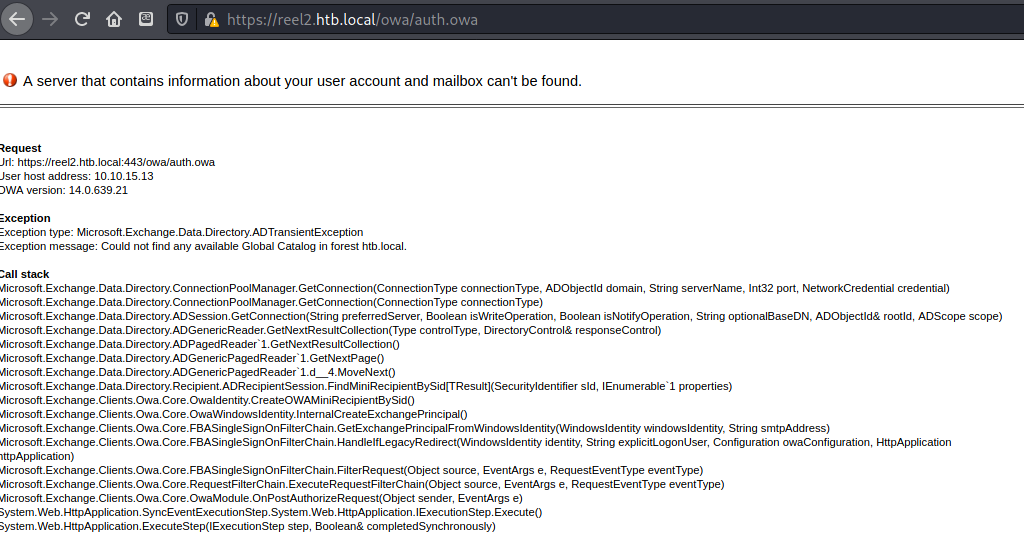 https://reel2.htb.local/owa/auth.owa
A server that contains information about your user account and mailbox can't be found.
Request
Url: https://reel2.htb.local:443/owa/auth.owa
User host address: 10.10.15.13
OWA version: 14.0.639.21
Exception
Exception type: Microsoft.Exchange.Data.Directory.ADTransientException
Exception message: Could not find any available Global Catalog in forest htb.local.
Call stack
Microsoft.Exchange.Data.Directory.ConnectionPoolManager.GetConnection(ConnectionType connectionType, ADObjectId domain, String serverName, Int32 port, NetworkCredential credential)
Microsoft.Exchange.Data.Directory.ConnectionPoolManager.GetConnection(ConnectionType connectionType)
Microsoft.Exchange.Data.Directory.ADSession.GetConnection(String preferredServer, Boolean isWriteOperation, Boolean isNotifyOperation, String optionalBaseDN, ADObjectId& rootId, ADScope scope)
Microsoft.Exchange.Data.Directory.ADGenericReader.GetNextResultCollection(Type controlType, DirectoryControl& responseControl)
Microsoft.Exchange.Data.Directory.ADPagedReader`1.GetNextResultCollection()
Microsoft.Exchange.Data.Directory.ADGenericPagedReader`1.GetNextPage()
Microsoft.Exchange.Data.Directory.ADGenericPagedReader`1.d__4.MoveNext()
Microsoft.Exchange.Data.Directory.Recipient.ADRecipientSession.FindMiniRecipientBySid[TResult](SecurityIdentifier sId, IEnumerable`1 properties)
Microsoft.Exchange.Clients.Owa.Core.OwaIdentity.CreateOWAMiniRecipientBySid()
Microsoft.Exchange.Clients.Owa.Core.OwaWindowsIdentity.InternalCreateExchangePrincipal()
Microsoft.Exchange.Clients.Owa.Core.FBASingleSignOnFilterChain.GetExchangePrincipalFromWindowsIdentity(WindowsIdentity windowsIdentity, String smtpAddress)
Microsoft.Exchange.Clients.Owa.Core.FBASingleSignOnFilterChain.HandleIfLegacyRedirect(WindowsIdentity identity, String explicitLogonUser, Configuration owaConfiguration, HttpApplication
httpApplication)
Microsoft.Exchange.Clients.Owa.Core.FBASingleSignOnFilterChain.FilterRequest(Object source, EventArgs e, RequestEventType eventType)
Microsoft.Exchange.Clients.Owa.Core.RequestFilterChain.ExecuteRequestFilterChain(Object source, EventArgs e, RequestEventType eventType)
Microsoft.Exchange.Clients.Owa.Core.OwaModule.OnPostAuthorizeRequest(Object sender, EventArgs e)
System.Web.HttpApplication.SyncEventExecutionStep.System.Web.HttpApplication.IExecutionStep.Execute()
System.Web.HttpApplication.ExecuteStep(IExecutionStep step, Boolean& completedSynchronously)